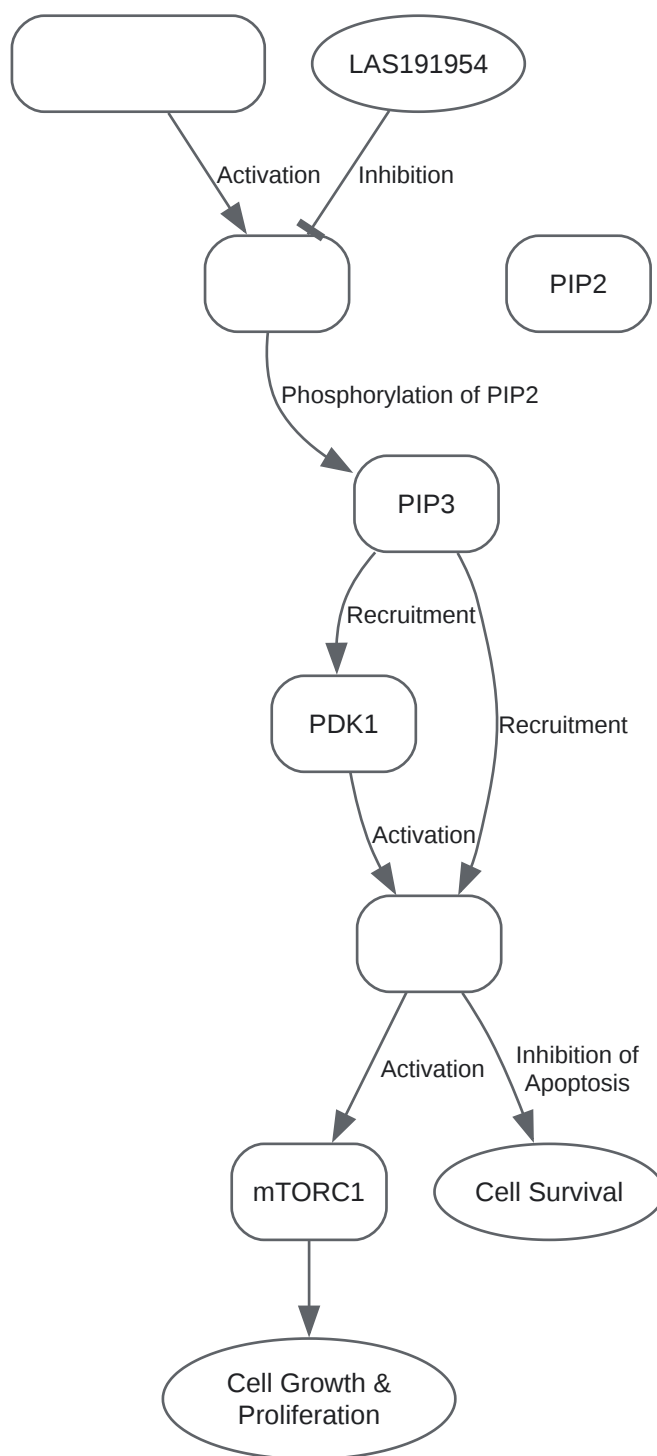 LAS191954
Activation
Inhibition
PIP2
Phosphorylation of PIP2
PIP3
Recruitment
PDK1
Recruitment
Activation
Activation
Inhibition of
Apoptosis
mTORC1
Cell Survival
Cell Growth &
Proliferation